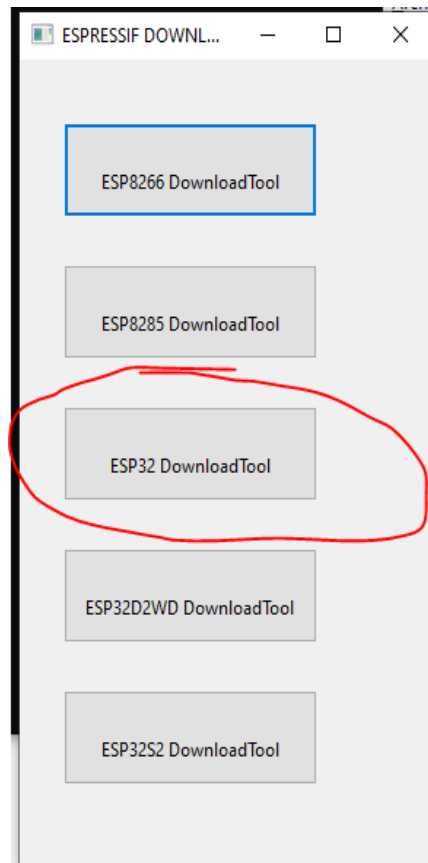 ESPRESSIF DOWNL...
ESP8266 DownloadTool
ESP8285 DownloadTool
ESP32 DownloadTool
ESP32D2WD DownloadTool
ESP32S2 DownloadTool